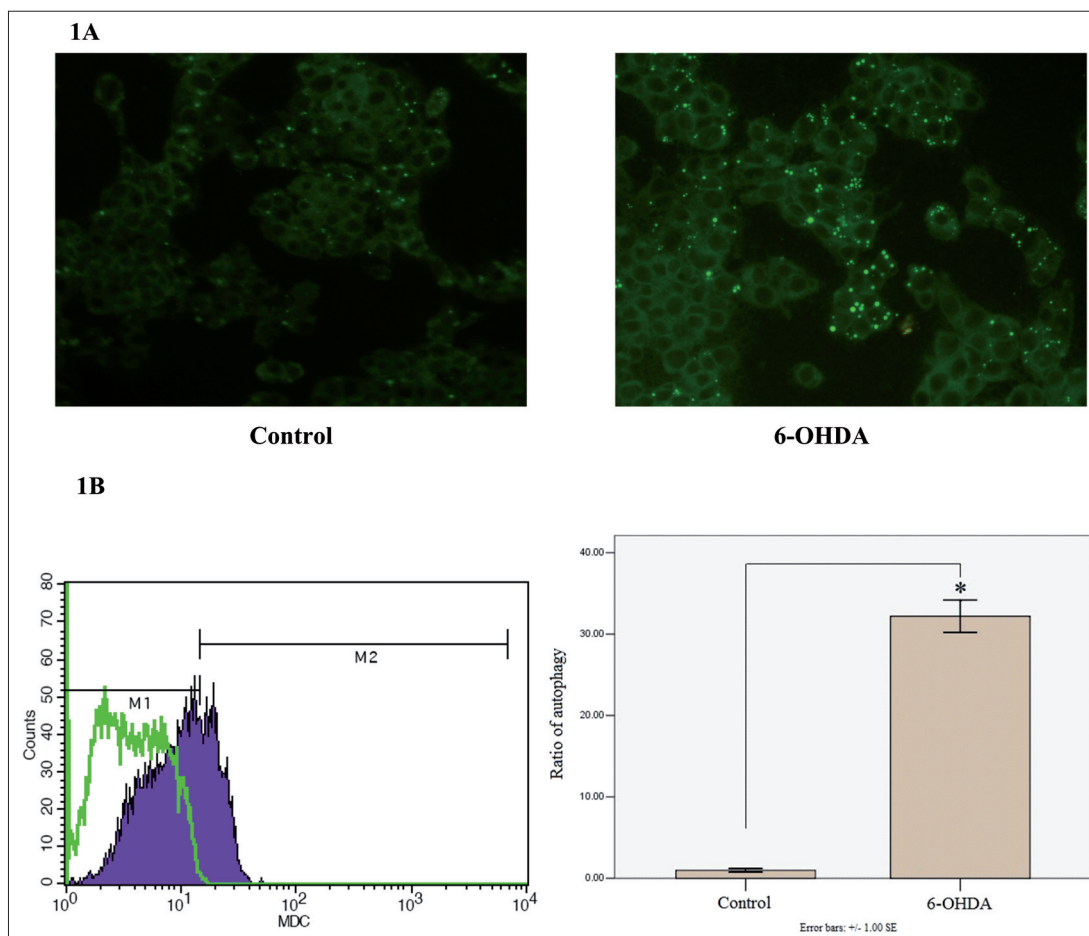 1A
Control
6-OHDA
1B
80
70
60
50
40
30
20
10
0
Counts
M1
M2
10^0
10^1
10^2
10^3
10^4
MDC
40.00
30.00
20.00
10.00
0.00
Ratio of autophagy
*
Control
6-OHDA
Error bars: +/- 1.00 SE